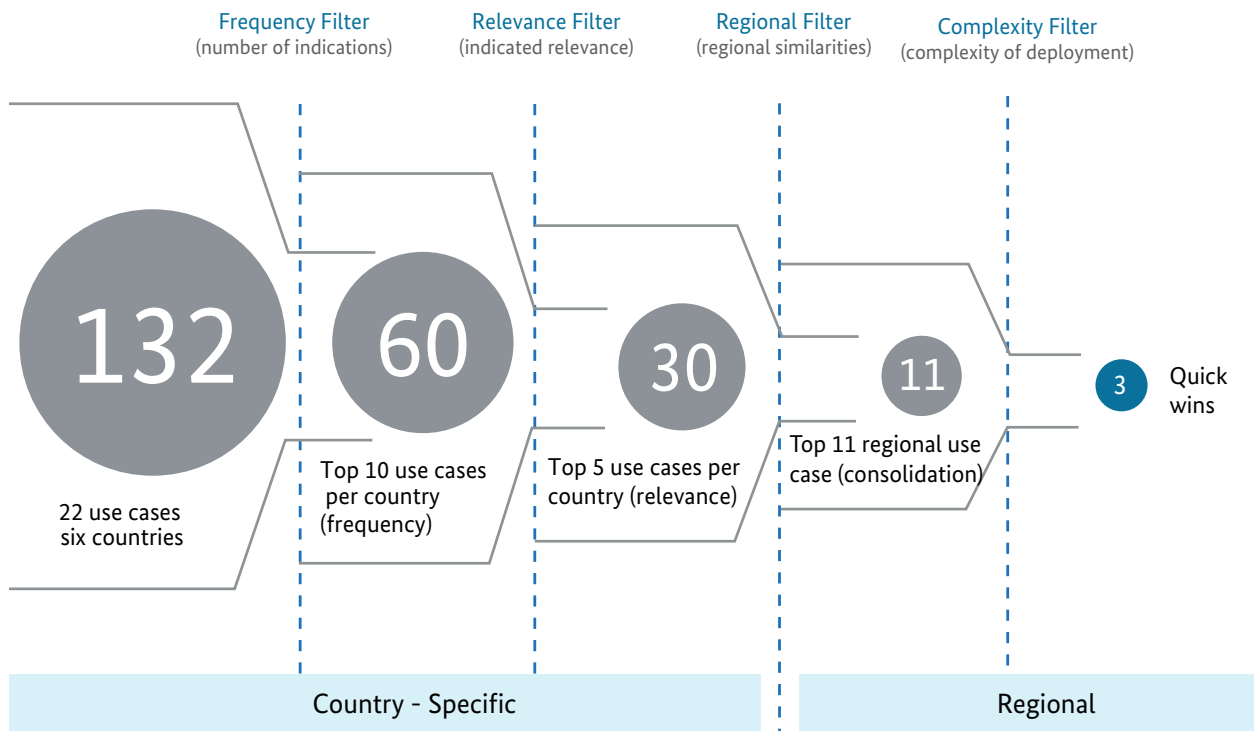 Frequency Filter
(number of indications)
Relevance Filter
(indicated relevance)
Regional Filter
(regional similarities)
Complexity Filter
(complexity of deployment)
132
22 use cases
six countries
60
Top 10 use cases
per country
(frequency)
30
Top 5 use cases per
country (relevance)
11
Top 11 regional use
case (consolidation)
3
Quick
wins
Country - Specific
Regional